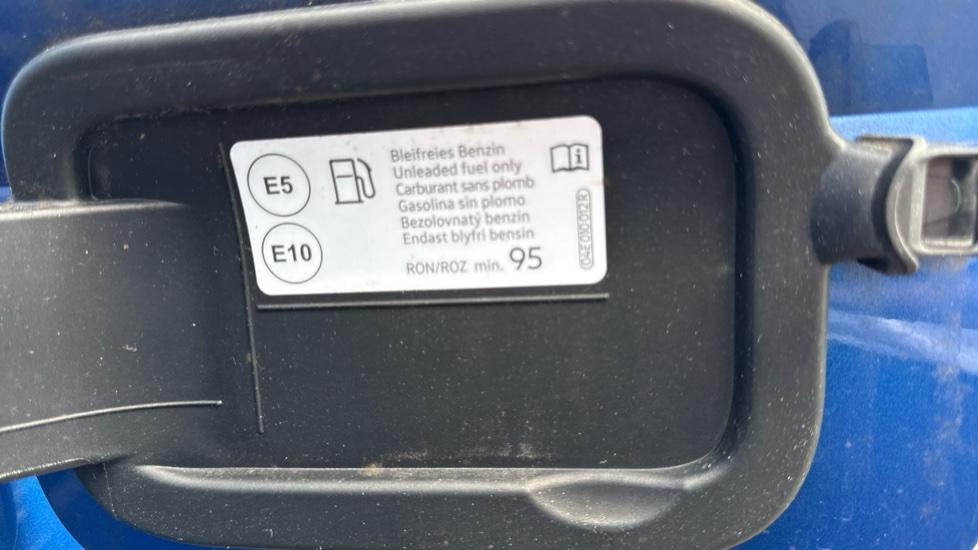 E5
E10
Bleifreies Benzin
Unleaded fuel only
Carburant sans plomb
Gasolina sin plomo
Bezolovnatý benzin
Endast blyfri bensin
RON/ROZ min. 95
i
04E010012R